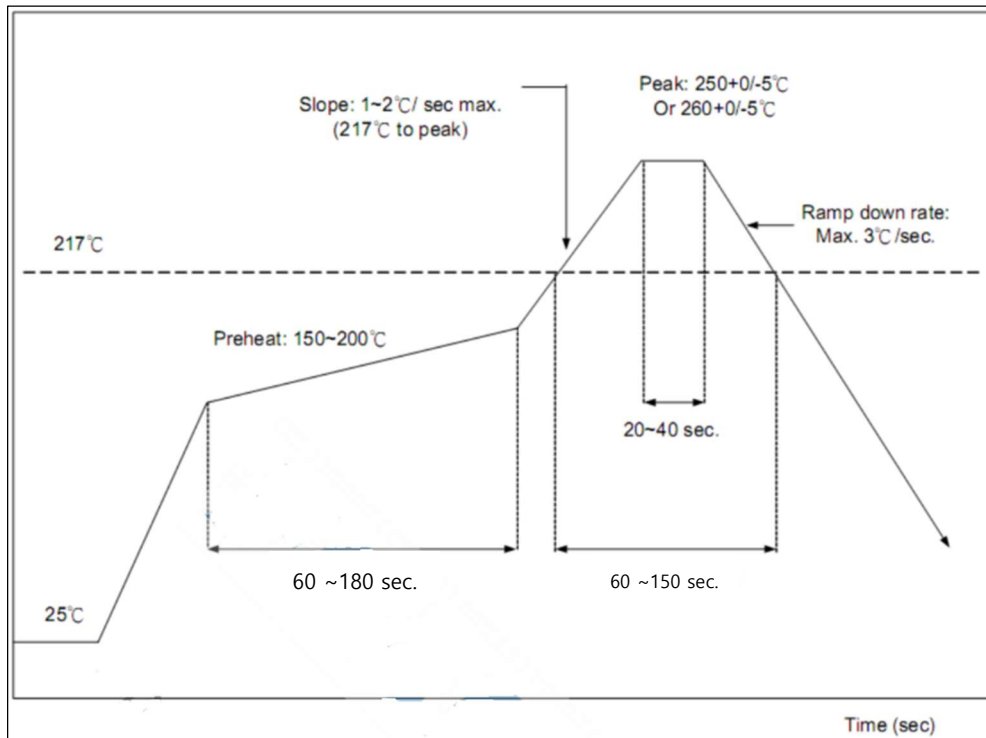 Peak: 250+0/-5℃
Or 260+0/-5℃
Slope: 1~2℃/ sec max.
(217℃ to peak)
Ramp down rate:
Max. 3℃/sec.
217℃
Preheat: 150~200℃
20~40 sec.
60 ~180 sec.
60 ~150 sec.
25℃
Time (sec)